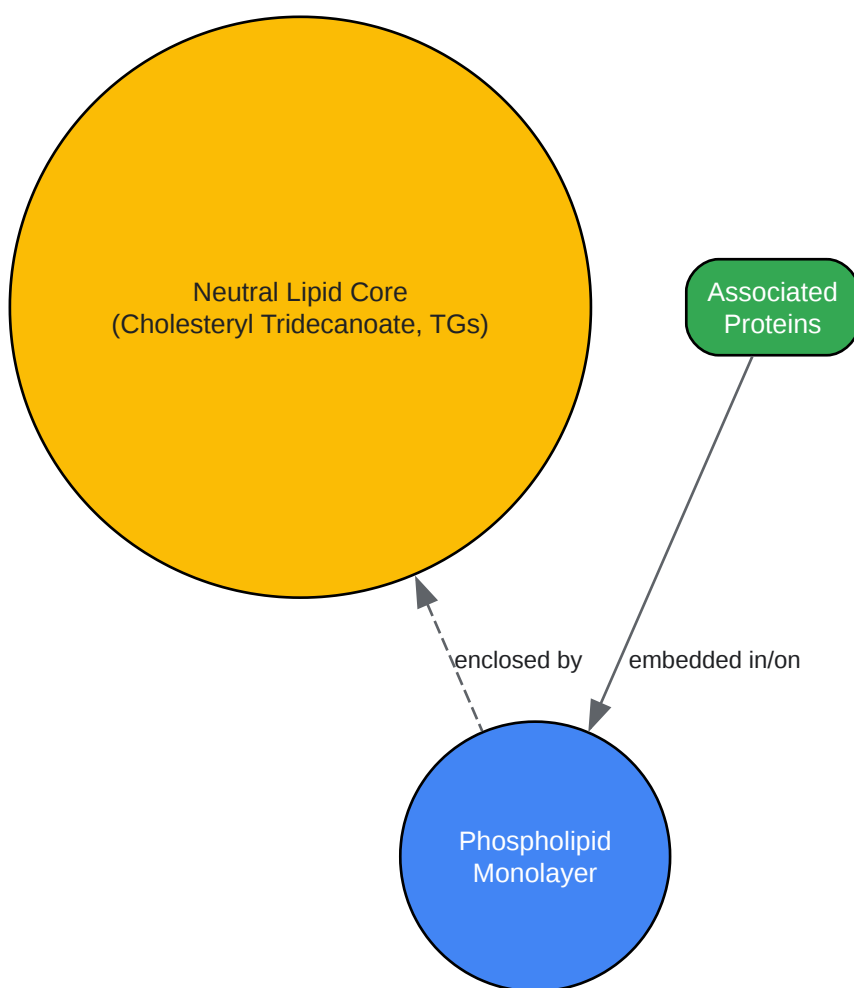 Neutral Lipid Core
(Cholesteryl Tridecanoate, TGs)
Associated
Proteins
enclosed by
embedded in/on
Phospholipid
Monolayer